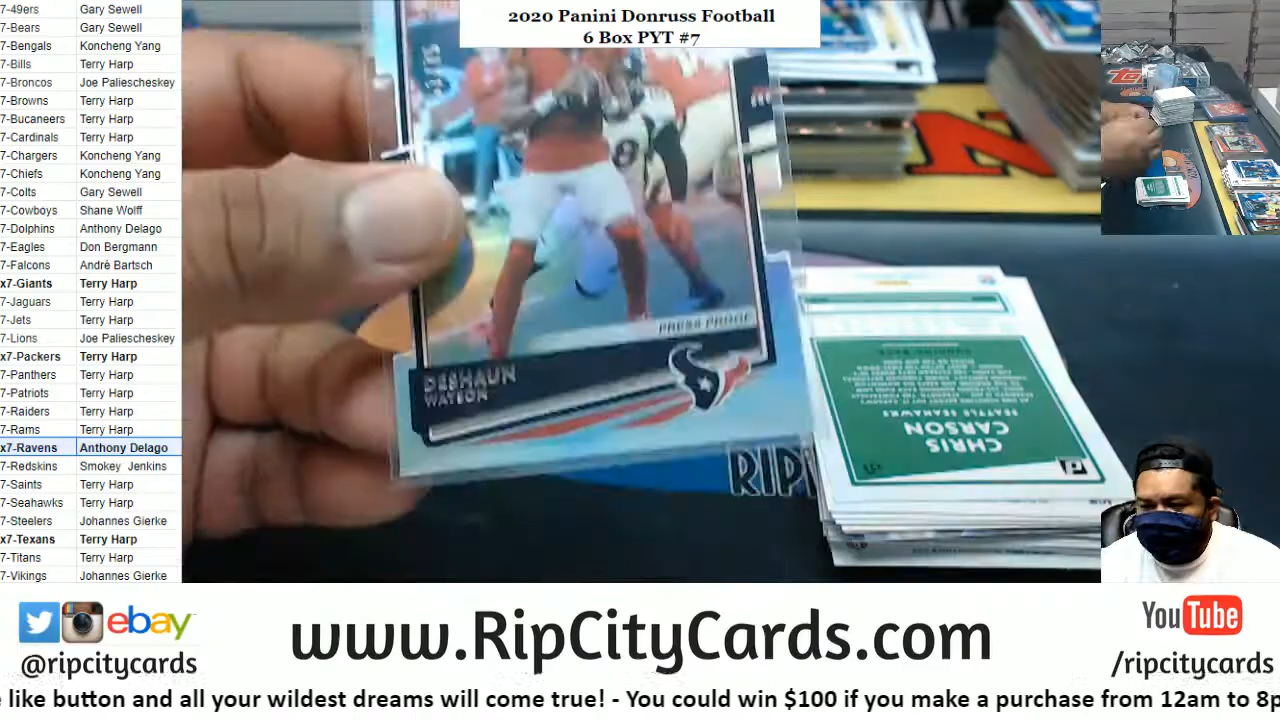 2020 Panini Donruss Football
6 Box PYT #7
7-49ers Gary Sewell
7-Bears Gary Sewell
7-Bengals Koncheng Yang
7-Bills Terry Harp
7-Broncos Joe Paliescheskey
7-Browns Terry Harp
7-Bucaneers Terry Harp
7-Cardinals Terry Harp
7-Chargers Koncheng Yang
7-Chiefs Koncheng Yang
7-Colts Gary Sewell
7-Cowboys Shane Wolff
7-Dolphins Anthony Delago
7-Eagles Don Bergmann
7-Falcons Andrè Bartsch
x7-Giants Terry Harp
7-Jaguars Terry Harp
7-Jets Terry Harp
7-Lions Joe Paliescheskey
x7-Packers Terry Harp
7-Panthers Terry Harp
7-Patriots Terry Harp
7-Raiders Terry Harp
7-Rams Terry Harp
x7-Ravens Anthony Delago
7-Redskins Smokey Jenkins
7-Saints Terry Harp
7-Seahawks Terry Harp
7-Steelers Johannes Gierke
x7-Texans Terry Harp
7-Titans Terry Harp
7-Vikings Johannes Gierke
PRESS PROOF
DESHAUN
WATSON
CHRIS
CARSON
SEATTLE SEAHAWKS
RUNNING BACK
RIP
ebay
@ripcitycards
www.RipCityCards.com
YouTube
/ripcitycards
e like button and all your wildest dreams will come true! - You could win $100 if you make a purchase from 12am to 8p